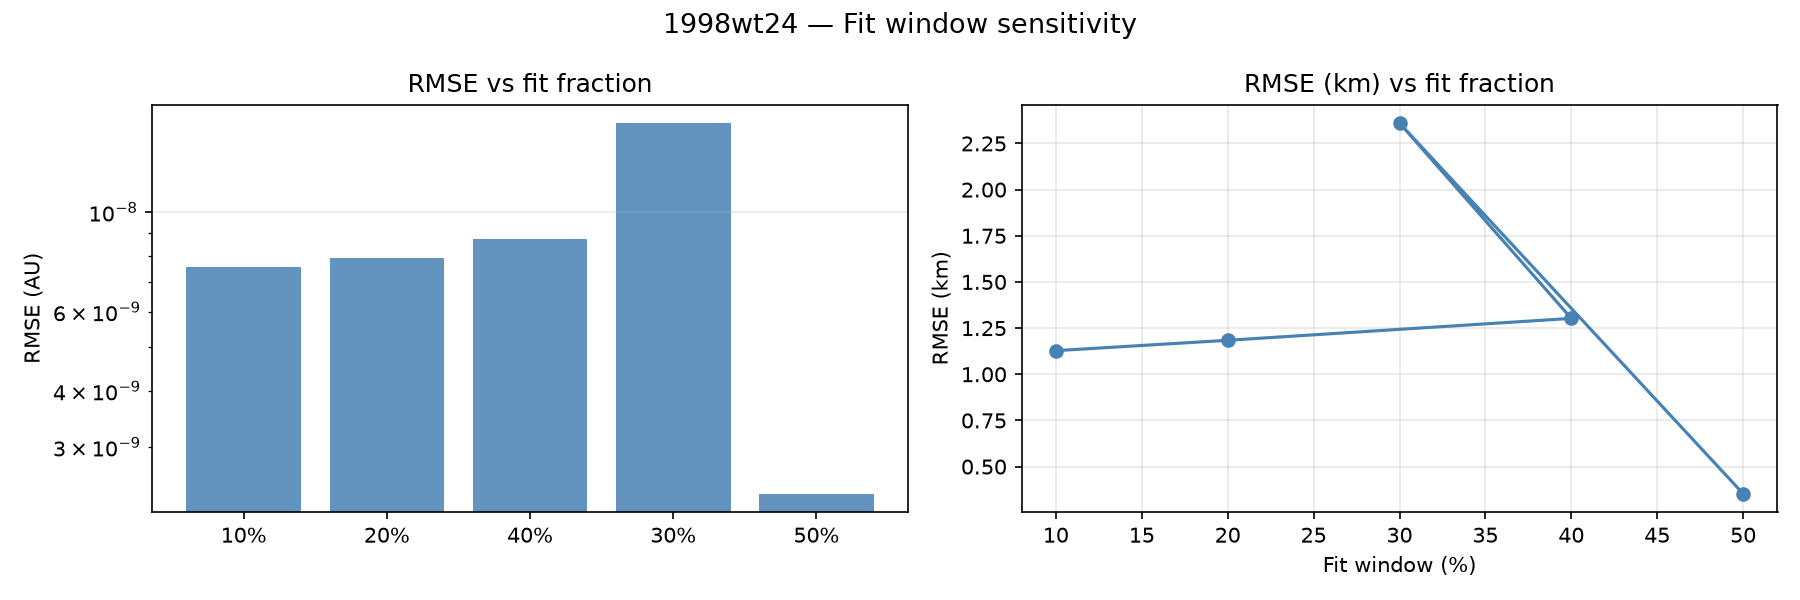 1998wt24 — Fit window sensitivity
RMSE vs fit fraction
RMSE (AU)
10⁻⁸
6 × 10⁻⁹
4 × 10⁻⁹
3 × 10⁻⁹
10% 20% 40% 30% 50%
RMSE (km) vs fit fraction
RMSE (km)
2.25
2.00
1.75
1.50
1.25
1.00
0.75
0.50
10 15 20 25 30 35 40 45 50
Fit window (%)